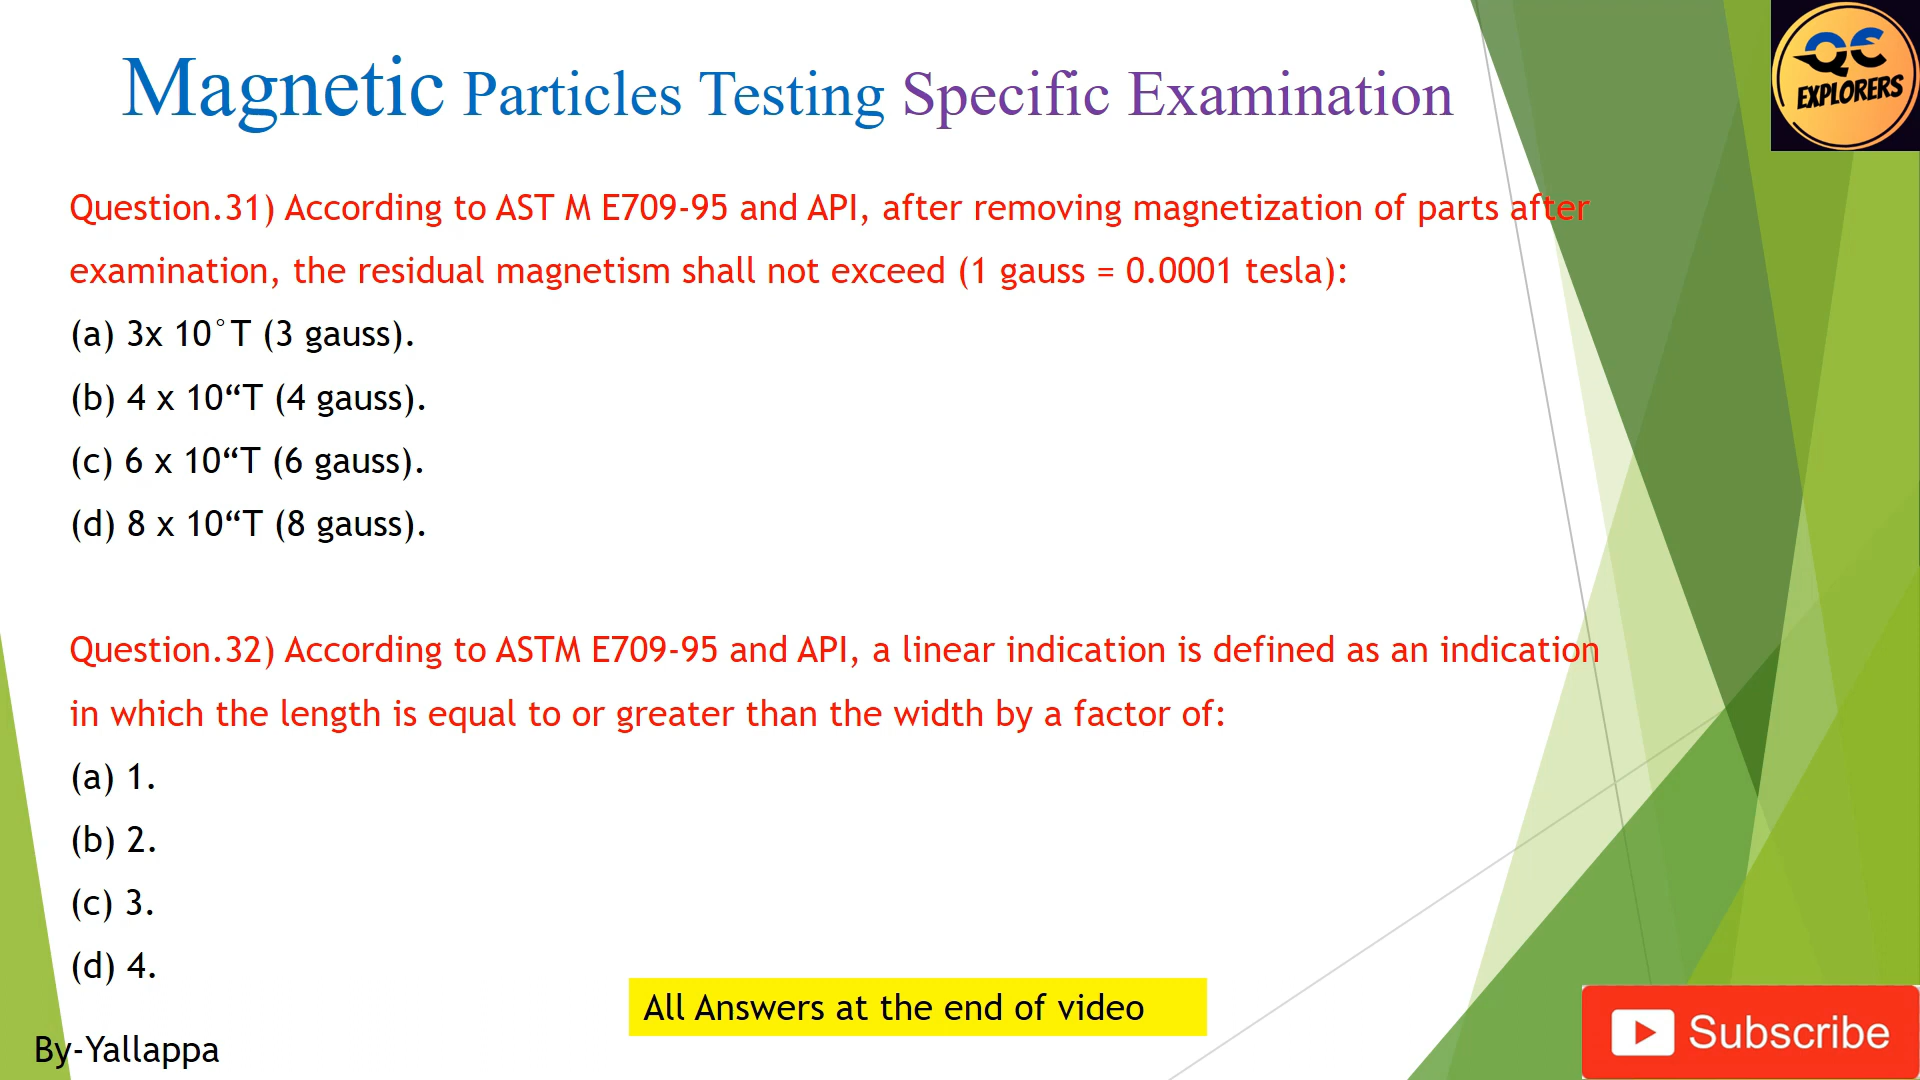 Magnetic Particles Testing Specific Examination
QC
EXPLORERS
Question.31) According to AST M E709-95 and API, after removing magnetization of parts after
examination, the residual magnetism shall not exceed (1 gauss = 0.0001 tesla):
(a) 3x 10°T (3 gauss).
(b) 4 x 10“T (4 gauss).
(c) 6 x 10“T (6 gauss).
(d) 8 x 10“T (8 gauss).
Question.32) According to ASTM E709-95 and API, a linear indication is defined as an indication
in which the length is equal to or greater than the width by a factor of:
(a) 1.
(b) 2.
(c) 3.
(d) 4.
All Answers at the end of video
By-Yallappa
Subscribe